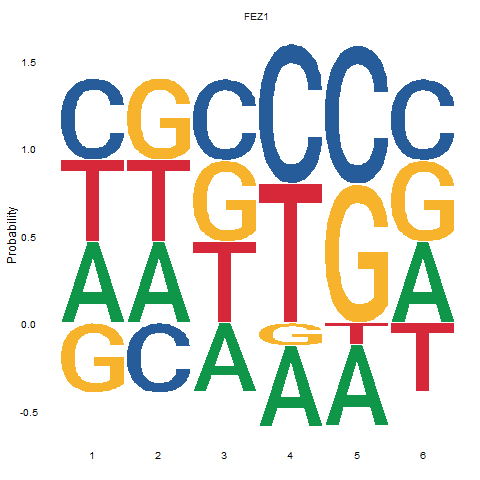 FEZ1
1.5
1.0
0.5
0.0
-0.5
Probability
C G C C C C
T T G T G G
A A T G T A
G C A A A T
1 2 3 4 5 6